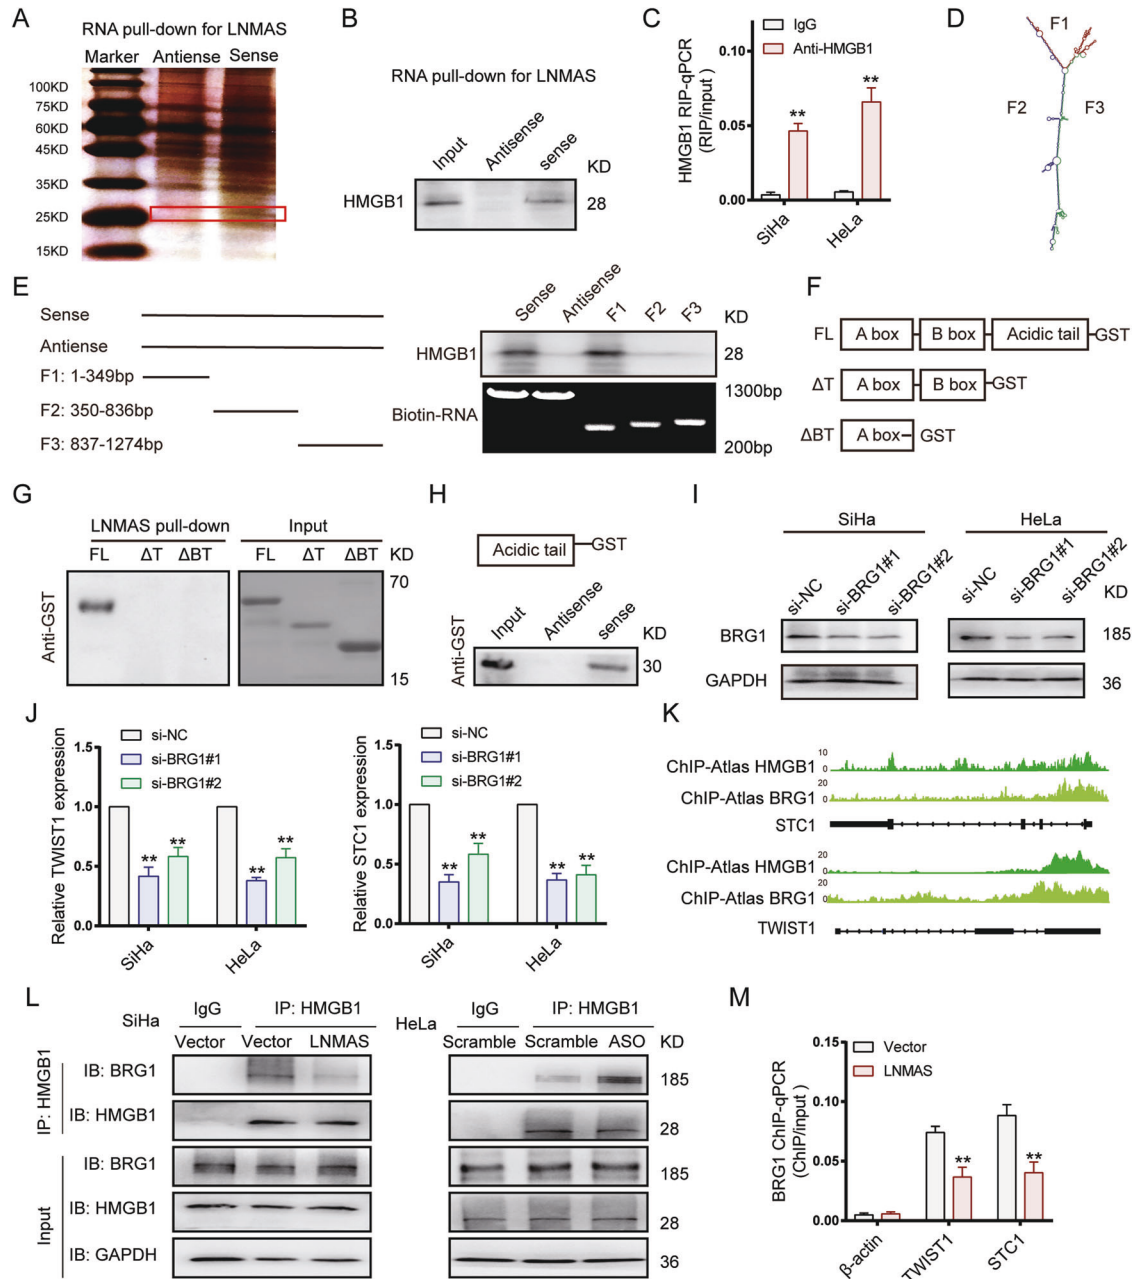 A
RNA pull-down for LNMAS
Marker Antiense Sense
100KD
75KD
60KD
45KD
35KD
25KD
15KD
B
RNA pull-down for LNMAS
Input Antisense sense KD
HMGB1 28
C
IgG
Anti-HMGB1
HMGB1 RIP-qPCR
(RIP/input )
0.10
0.05
0.00
** **
SiHa HeLa
D
F1
F2 F3
E
Sense
Antiense
F1: 1-349bp
F2: 350-836bp
F3: 837-1274bp
Sense Antisense F1 F2 F3 KD
HMGB1 28
1300bp
Biotin-RNA
200bp
F
FL A box B box Acidic tail GST
ΔT A box B box GST
ΔBT A box GST
G
LNMAS pull-down Input
FL ΔT ΔBT FL ΔT ΔBT KD
70
Anti-GST
15
H
Acidic tail GST
Input Antisense sense KD
Anti-GST 30
I
SiHa HeLa
si-NC si-BRG1#1 si-BRG1#2 si-NC si-BRG1#1 si-BRG1#2 KD
BRG1 185
GAPDH 36
J
si-NC
si-BRG1#1
si-BRG1#2
Relative TWIST1 expression
1.5
1.0
0.5
0.0
** ** ** **
SiHa HeLa
si-NC
si-BRG1#1
si-BRG1#2
Relative STC1 expression
1.5
1.0
0.5
0.0
** ** ** **
SiHa HeLa
K
ChIP-Atlas HMGB1 10 0
ChIP-Atlas BRG1 20 0
STC1
ChIP-Atlas HMGB1 20 0
ChIP-Atlas BRG1 20 0
TWIST1
L
SiHa IgG IP: HMGB1
Vector Vector LNMAS
HeLa IgG IP: HMGB1
Scramble Scramble ASO KD
IP: HMGB1
IB: BRG1 185
IB: HMGB1 28
Input
IB: BRG1 185
IB: HMGB1 28
IB: GAPDH 36
M
Vector
LNMAS
BRG1 ChIP-qPCR
(ChIP/input)
0.15
0.10
0.05
0.00
** **
β-actin TWIST1 STC1